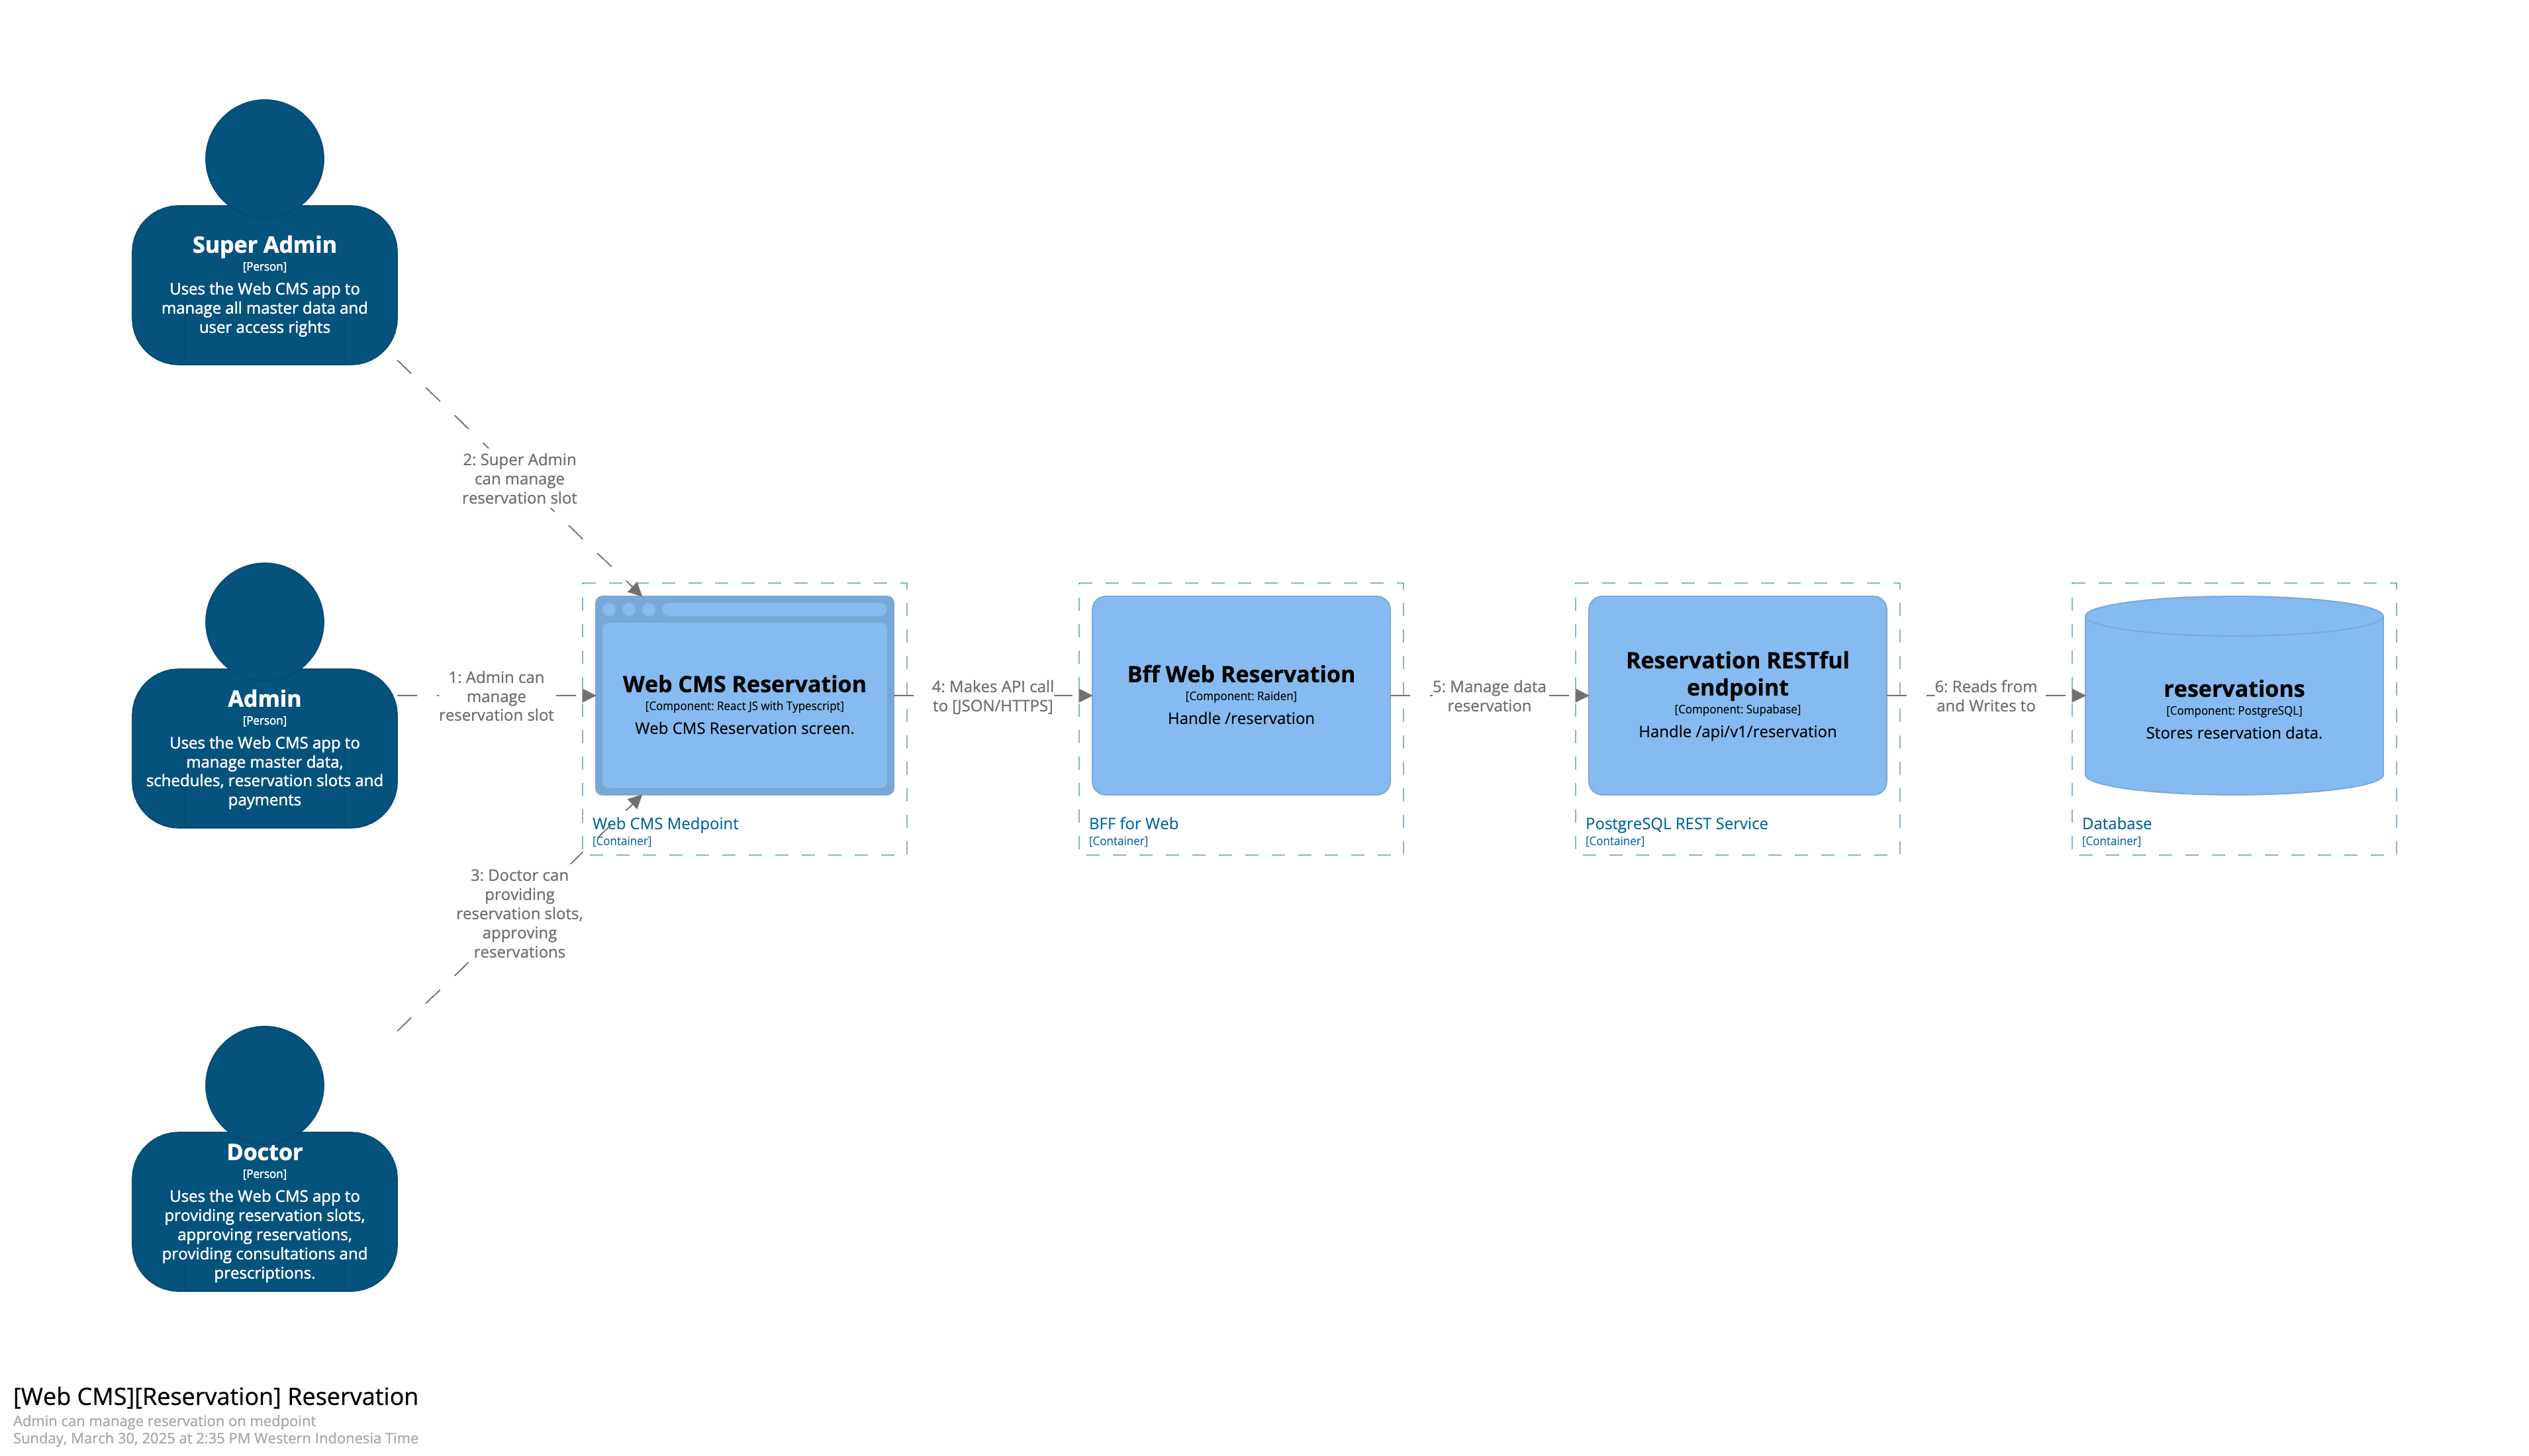 Super Admin
[Person]
Uses the Web CMS app to
manage all master data and
user access rights
2: Super Admin
can manage
reservation slot
Admin
[Person]
Uses the Web CMS app to
manage master data,
schedules, reservation slots and
payments
1: Admin can
manage
reservation slot
Web CMS Reservation
[Component: React JS with Typescript]
Web CMS Reservation screen.
Web CMS Medpoint
[Container]
4: Makes API call
to [JSON/HTTPS]
Bff Web Reservation
[Component: Raiden]
Handle /reservation
BFF for Web
[Container]
5: Manage data
reservation
Reservation RESTful
endpoint
[Component: Supabase]
Handle /api/v1/reservation
PostgreSQL REST Service
[Container]
6: Reads from
and Writes to
reservations
[Component: PostgreSQL]
Stores reservation data.
Database
[Container]
3: Doctor can
providing
reservation slots,
approving
reservations
Doctor
[Person]
Uses the Web CMS app to
providing reservation slots,
approving reservations,
providing consultations and
prescriptions.
[Web CMS][Reservation] Reservation
Admin can manage reservation on medpoint
Sunday, March 30, 2025 at 2:35 PM Western Indonesia Time